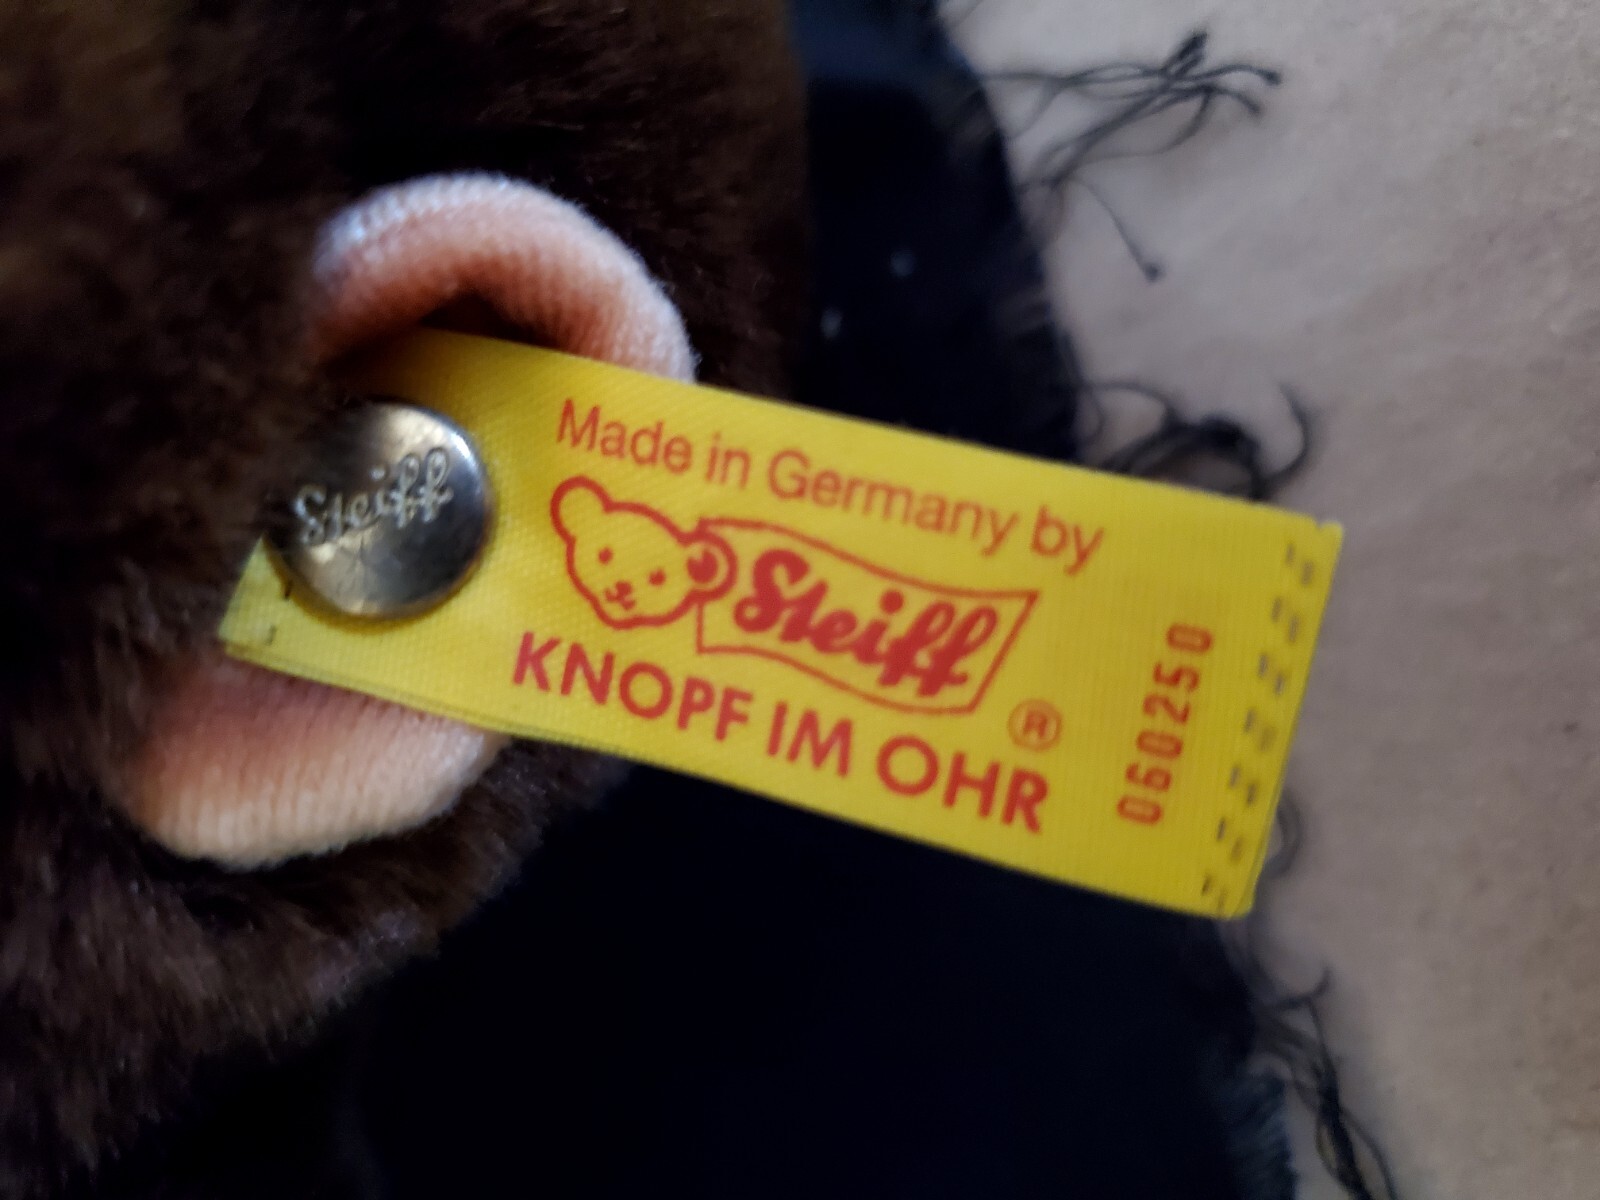 Steiff
Made in Germany by
Steiff
®
KNOPF IM OHR
060250